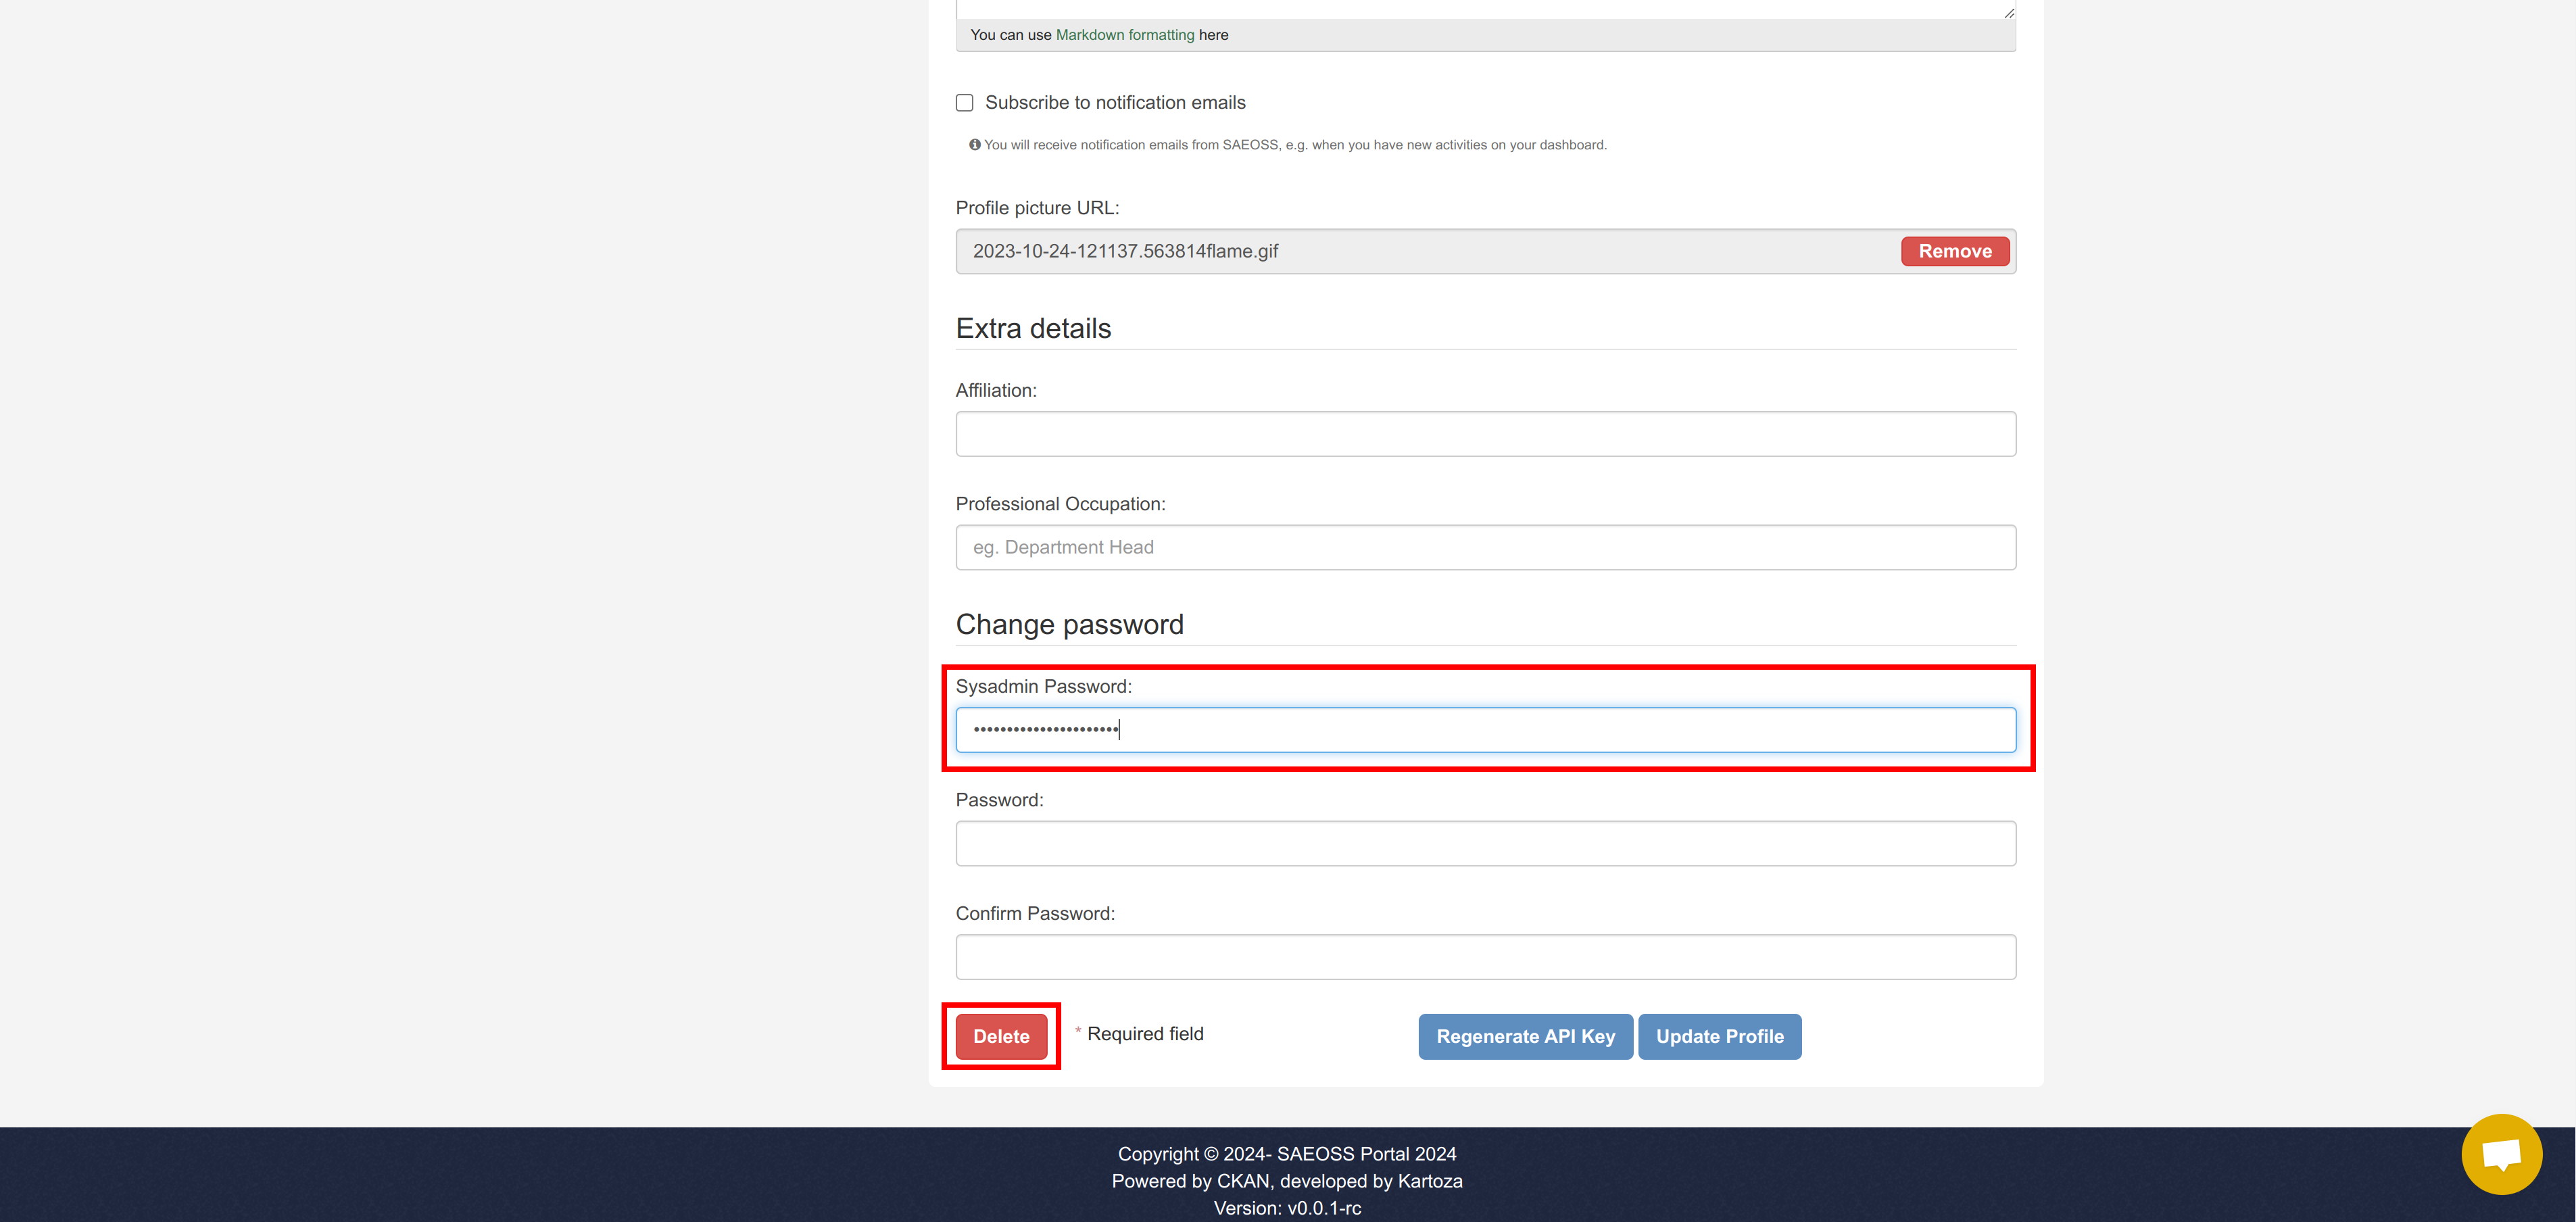 You can use Markdown formatting here
Subscribe to notification emails
You will receive notification emails from SAEOSS, e.g. when you have new activities on your dashboard.
Profile picture URL:
2023-10-24-121137.563814flame.gif
Remove
Extra details
Affiliation:
Professional Occupation:
eg. Department Head
Change password
Sysadmin Password:
••••••••••••••••••••••
Password:
Confirm Password:
Delete
* Required field
Regenerate API Key
Update Profile
Copyright © 2024- SAEOSS Portal 2024
Powered by CKAN, developed by Kartoza
Version: v0.0.1-rc